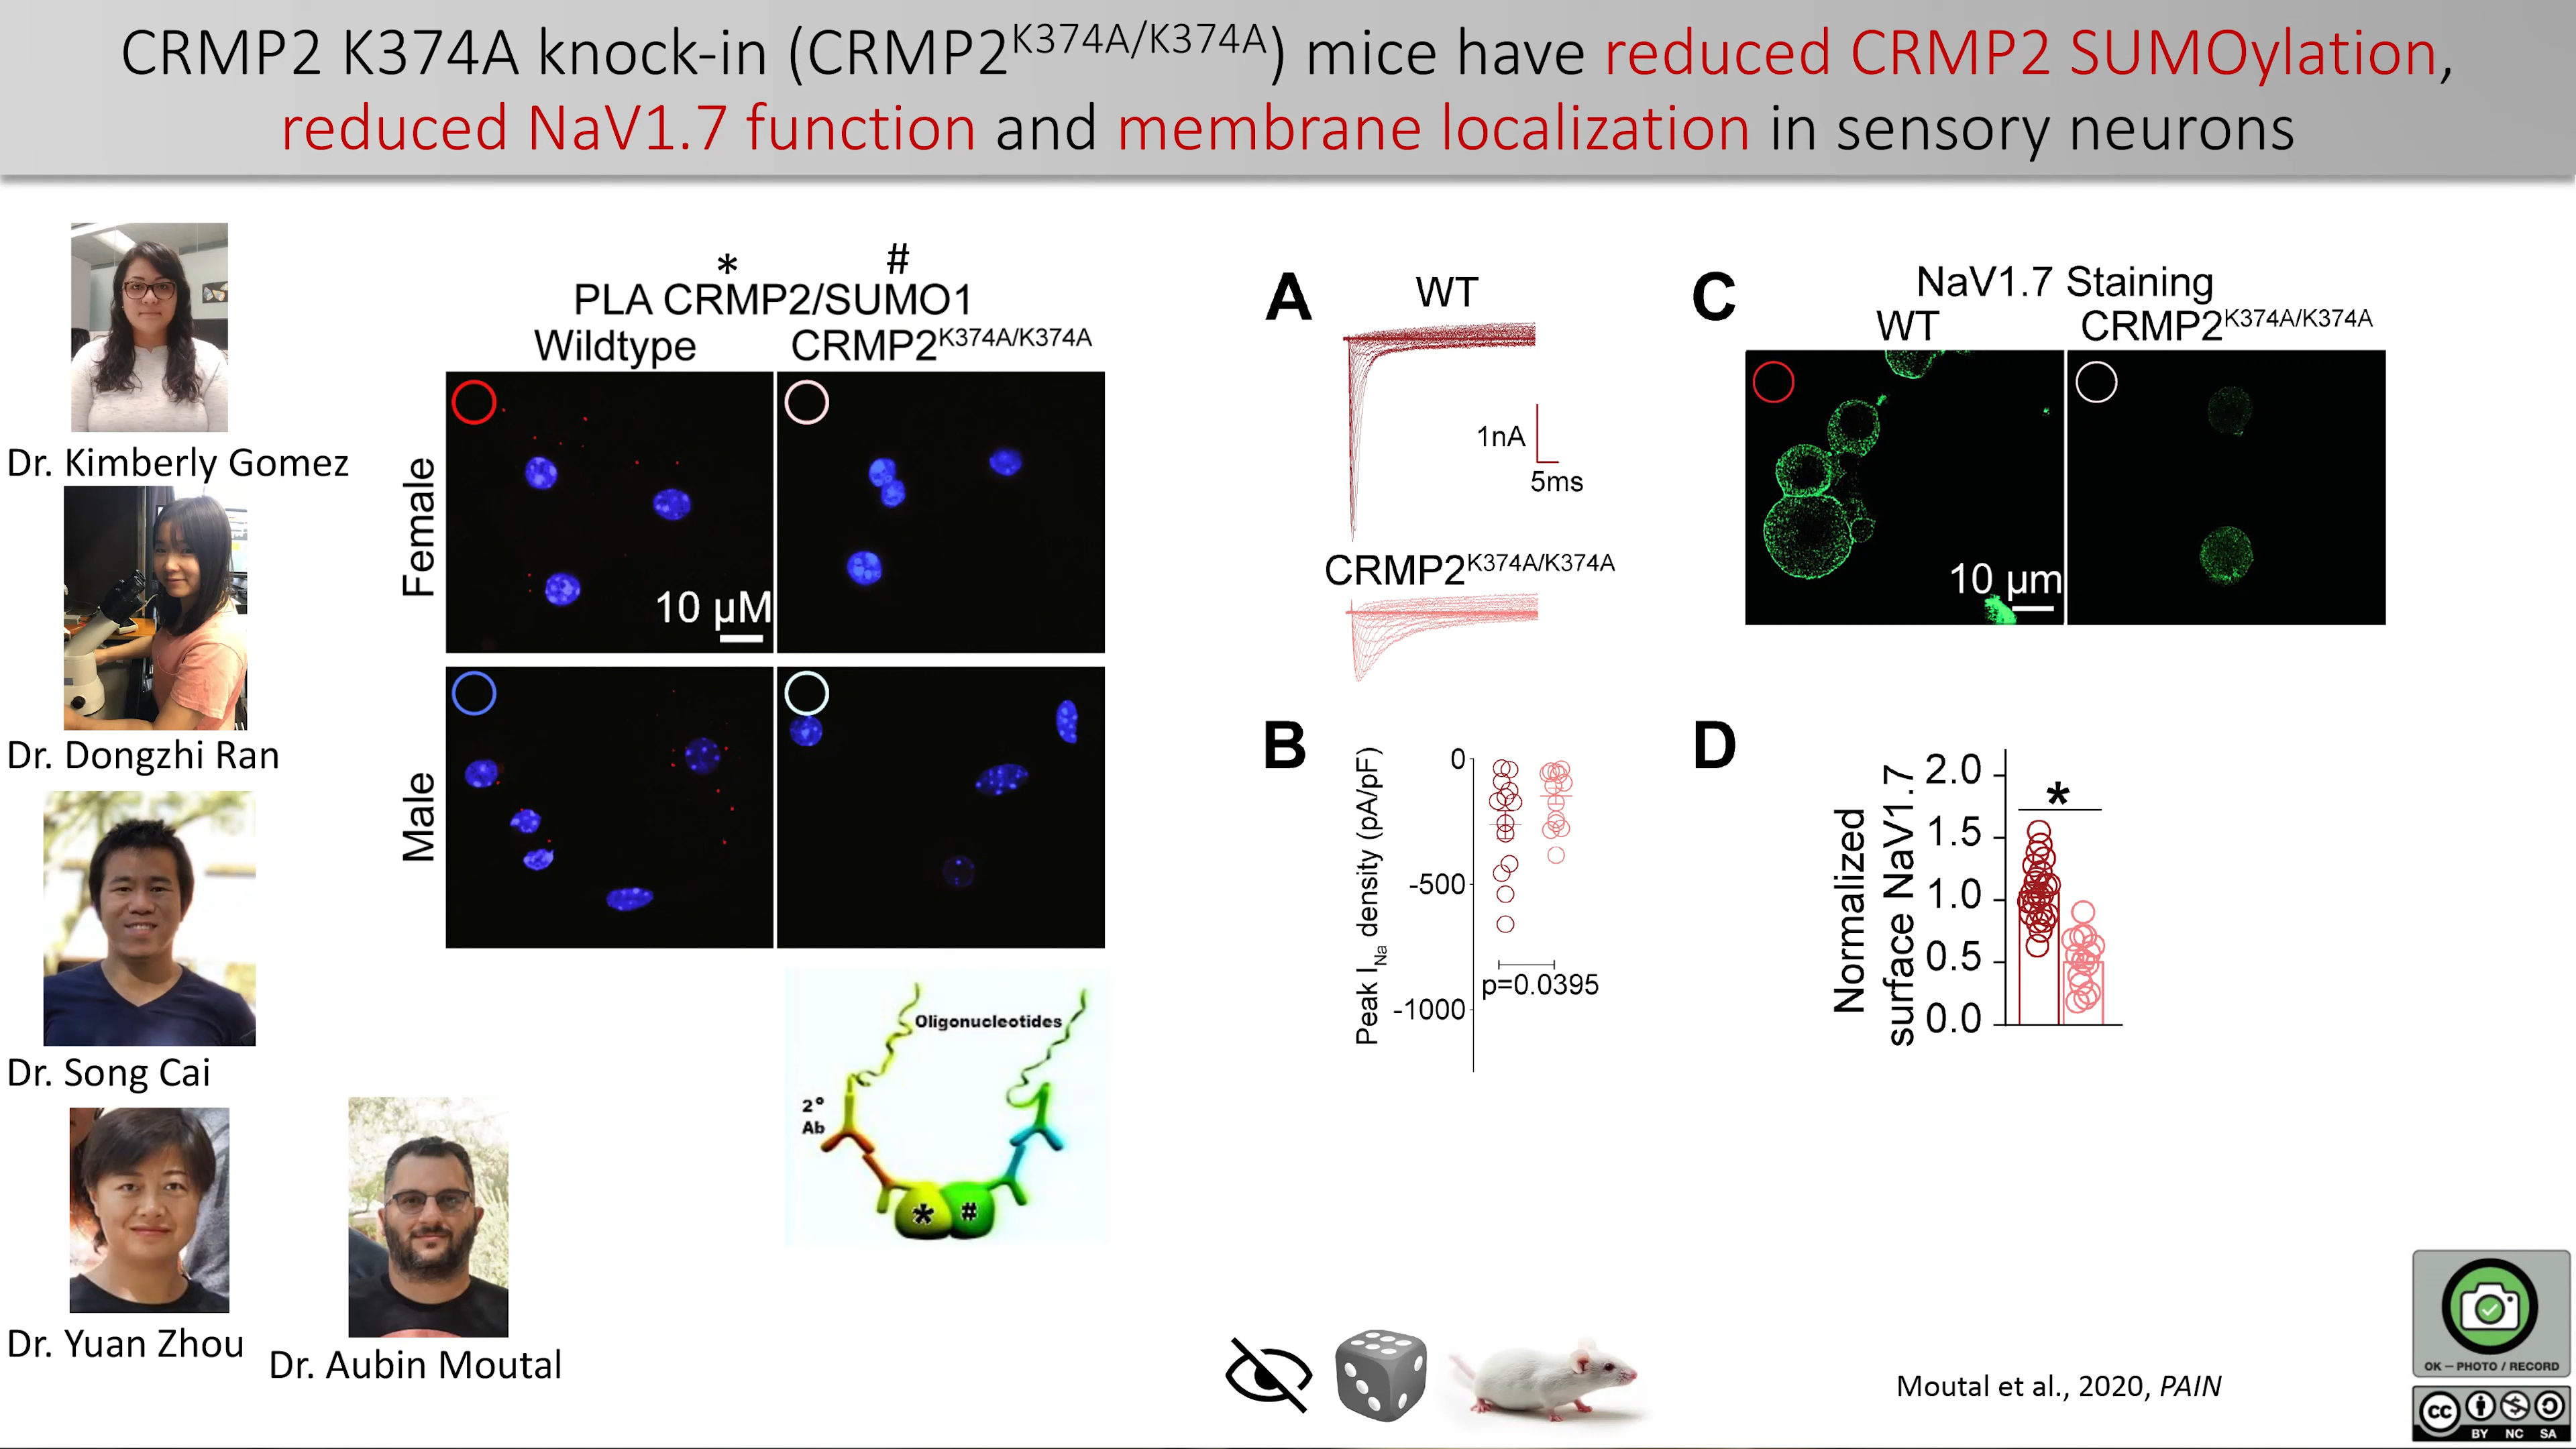 CRMP2 K374A knock-in (CRMP2K374A/K374A) mice have reduced CRMP2 SUMOylation,
reduced NaV1.7 function and membrane localization in sensory neurons
Dr. Kimberly Gomez
Dr. Dongzhi Ran
Dr. Song Cai
Dr. Yuan Zhou
Dr. Aubin Moutal
* #
PLA CRMP2/SUMO1
Wildtype CRMP2K374A/K374A
Female
10 µM
Male
Oligonucleotides
2°
Ab
* #
A
WT
1nA
5ms
CRMP2K374A/K374A
B
Peak INa density (pA/pF)
0
-500
-1000
p=0.0395
C
NaV1.7 Staining
WT CRMP2K374A/K374A
10 µm
D
Normalized
surface NaV1.7
2.0
1.5
1.0
0.5
0.0
*
Moutal et al., 2020, PAIN
OK – PHOTO / RECORD
cc
BY NC SA